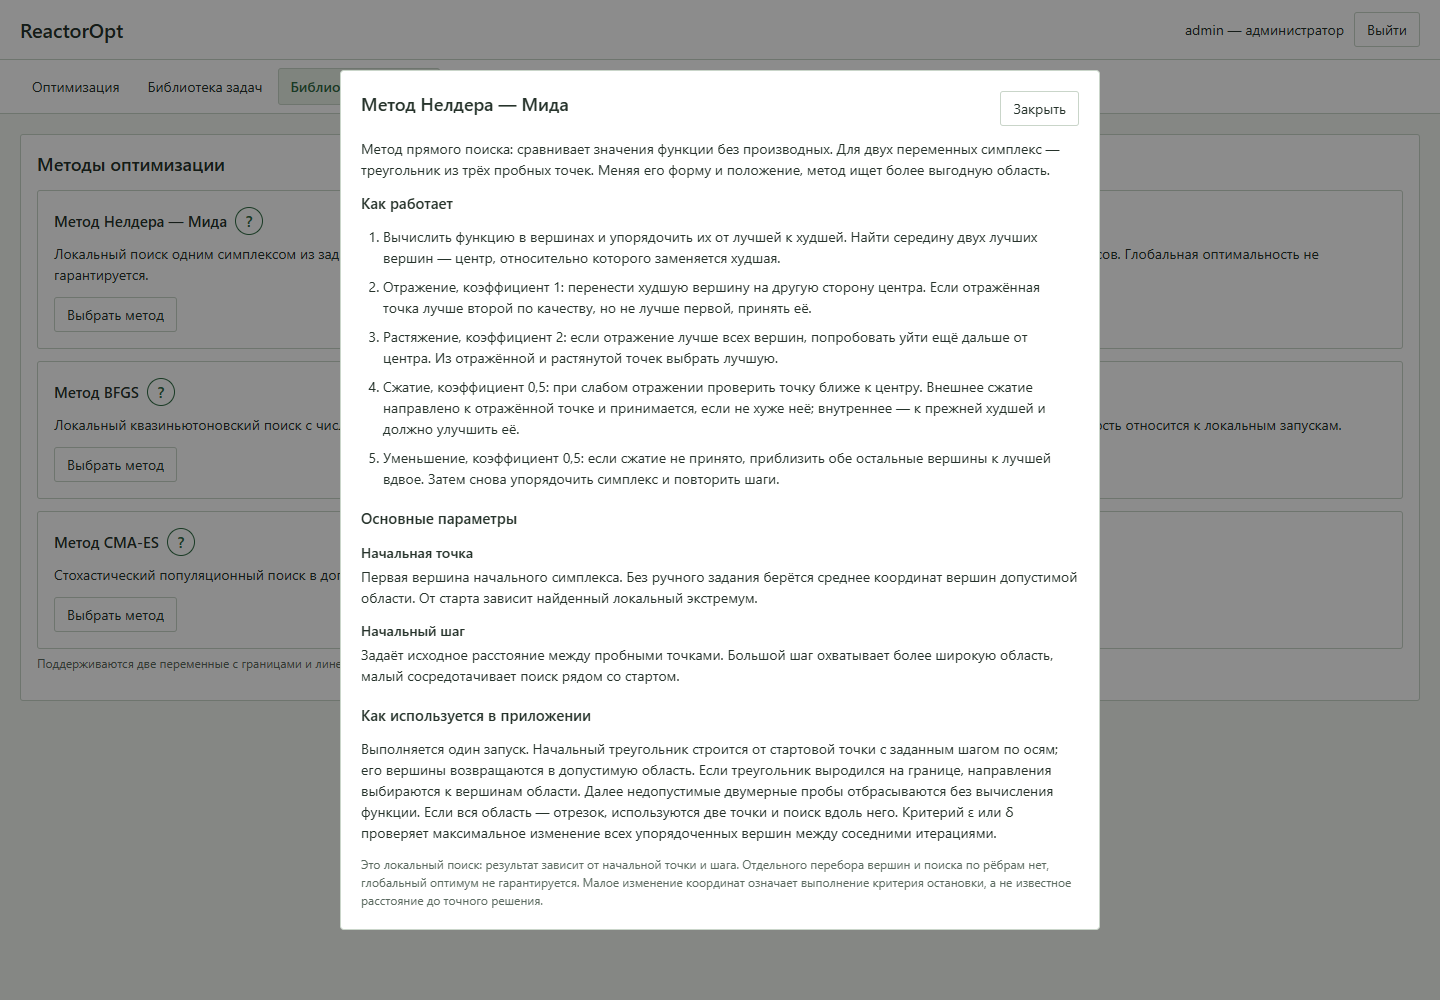 ReactorOpt
admin — администратор
Выйти
Оптимизация
Библиотека задач
Метод Нелдера — Мида
Закрыть
Метод прямого поиска: сравнивает значения функции без производных. Для двух переменных симплекс —
треугольник из трёх пробных точек. Меняя его форму и положение, метод ищет более выгодную область.
Как работает
1. Вычислить функцию в вершинах и упорядочить их от лучшей к худшей. Найти середину двух лучших
вершин — центр, относительно которого заменяется худшая.
2. Отражение, коэффициент 1: перенести худшую вершину на другую сторону центра. Если отражённая
точка лучше второй по качеству, но не лучше первой, принять её.
3. Растяжение, коэффициент 2: если отражение лучше всех вершин, попробовать уйти ещё дальше от
центра. Из отражённой и растянутой точек выбрать лучшую.
4. Сжатие, коэффициент 0,5: при слабом отражении проверить точку ближе к центру. Внешнее сжатие
направлено к отражённой точке и принимается, если не хуже неё; внутреннее — к прежней худшей и
должно улучшить её.
5. Уменьшение, коэффициент 0,5: если сжатие не принято, приблизить обе остальные вершины к лучшей
вдвое. Затем снова упорядочить симплекс и повторить шаги.
Основные параметры
Начальная точка
Первая вершина начального симплекса. Без ручного задания берётся среднее координат вершин допустимой
области. От старта зависит найденный локальный экстремум.
Начальный шаг
Задаёт исходное расстояние между пробными точками. Большой шаг охватывает более широкую область,
малый сосредотачивает поиск рядом со стартом.
Как используется в приложении
Выполняется один запуск. Начальный треугольник строится от стартовой точки с заданным шагом по осям;
его вершины возвращаются в допустимую область. Если треугольник выродился на границе, направления
выбираются к вершинам области. Далее недопустимые двумерные пробы отбрасываются без вычисления
функции. Если вся область — отрезок, используются две точки и поиск вдоль него. Критерий ε или δ
проверяет максимальное изменение всех упорядоченных вершин между соседними итерациями.
Это локальный поиск: результат зависит от начальной точки и шага. Отдельного перебора вершин и поиска по рёбрам нет,
глобальный оптимум не гарантируется. Малое изменение координат означает выполнение критерия остановки, а не известное
расстояние до точного решения.
Методы оптимизации
Метод Нелдера — Мида ?
Локальный поиск одним симплексом из
Глобальная оптимальность не
гарантируется.
Выбрать метод
Метод BFGS ?
Локальный квазиньютоновский поиск с
относится к локальным запускам.
Выбрать метод
Метод CMA-ES ?
Стохастический популяционный поиск в
Выбрать метод
Поддерживаются две переменные с границами и